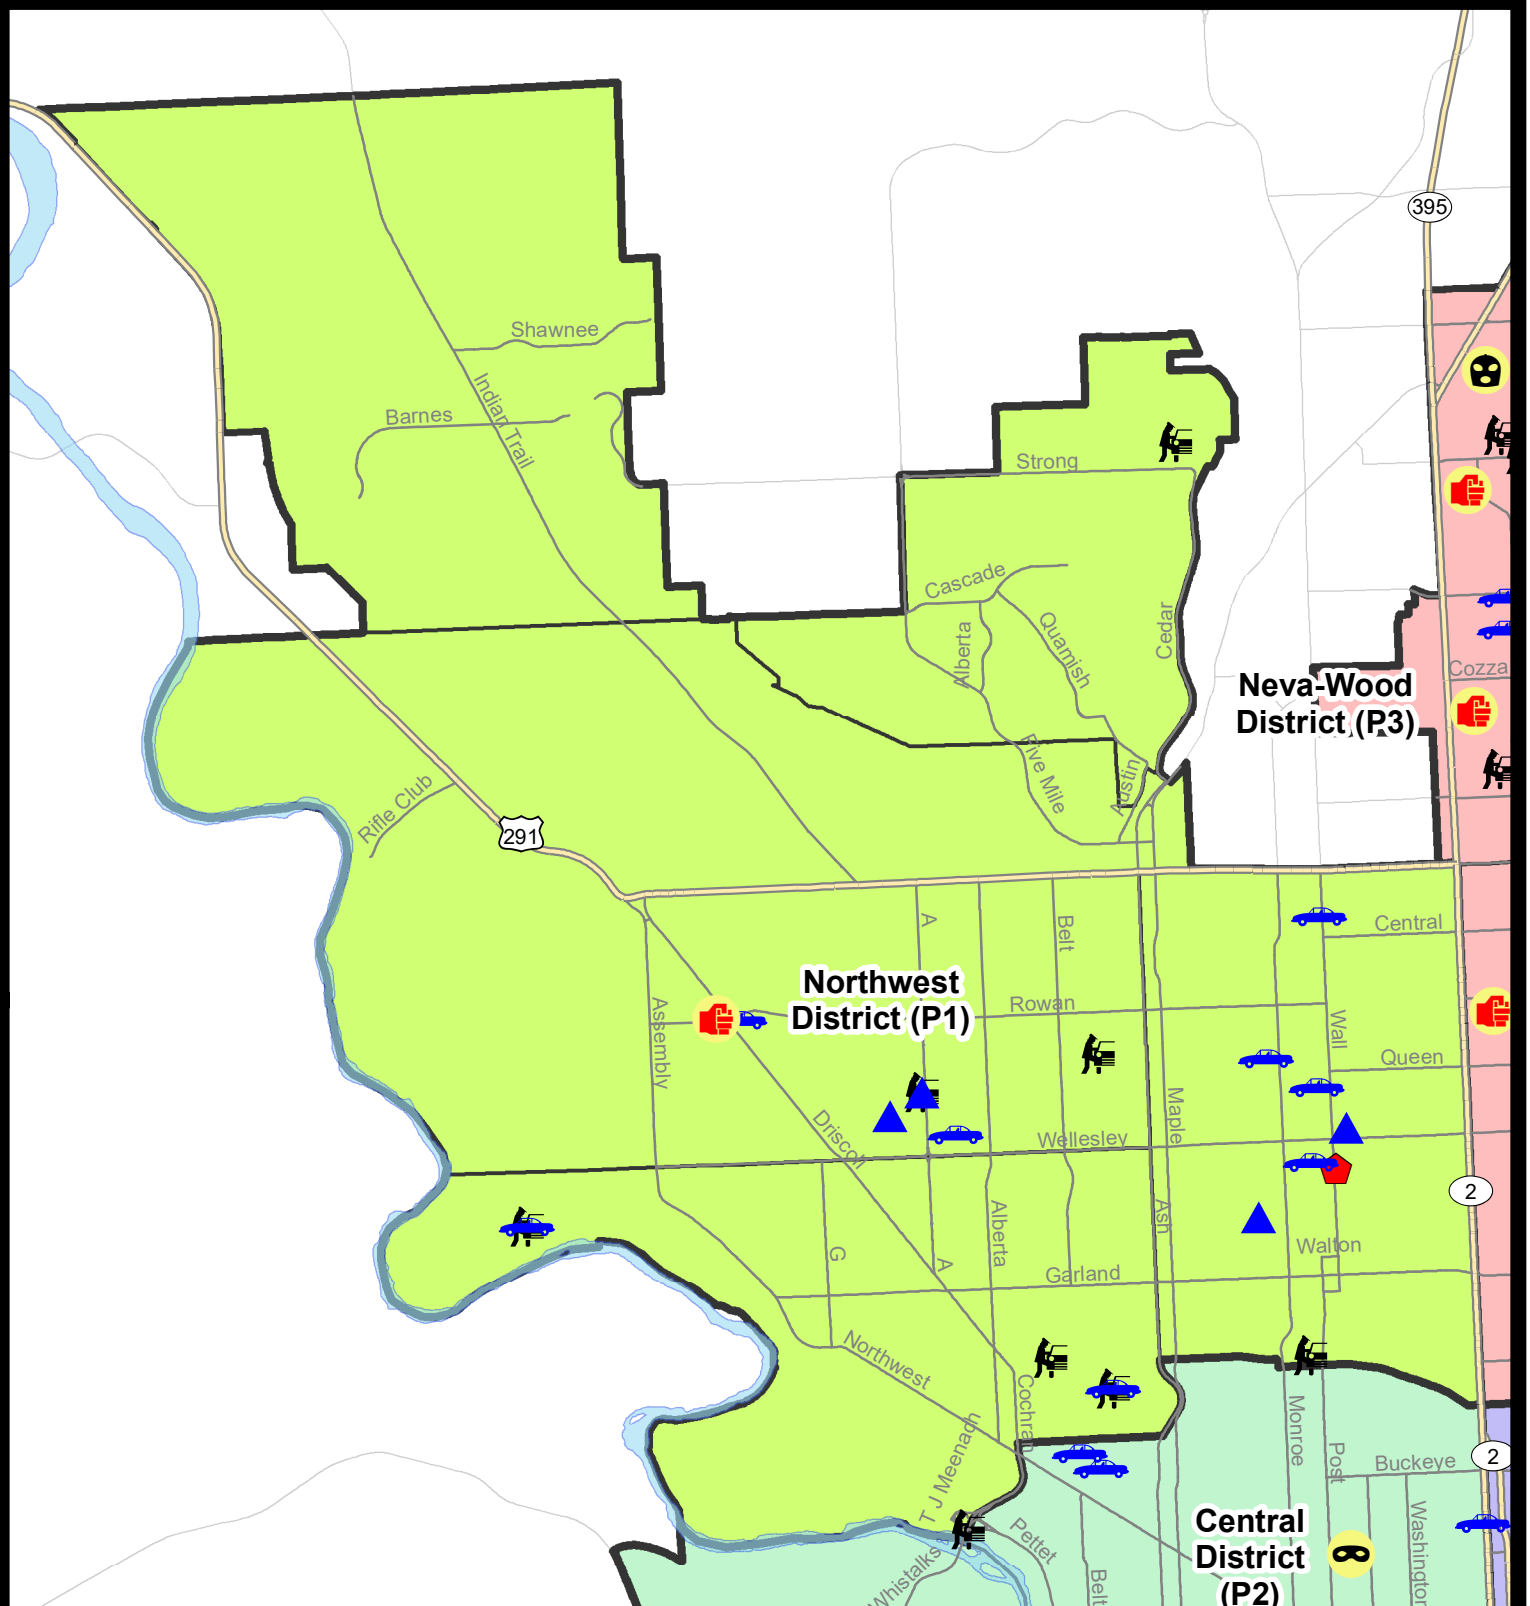 395
Shawnee
Indian Trail
Barnes
Strong
Cascade
Alberta
Quamish
Cedar
Neva-Wood
District (P3)
Cozza
Five Mile
Austin
Rifle Club
291
A
Belt
Central
Northwest
District (P1)
Rowan
Assembly
Wall
Queen
Maple
Driscoll
Wellesley
2
Ash
Alberta
G
A
Walton
Garland
Northwest
Cochran
Monroe
T J Meenach
Post
Buckeye
2
Pettet
Central
District
(P2)
Washington
Whistalks
Belt